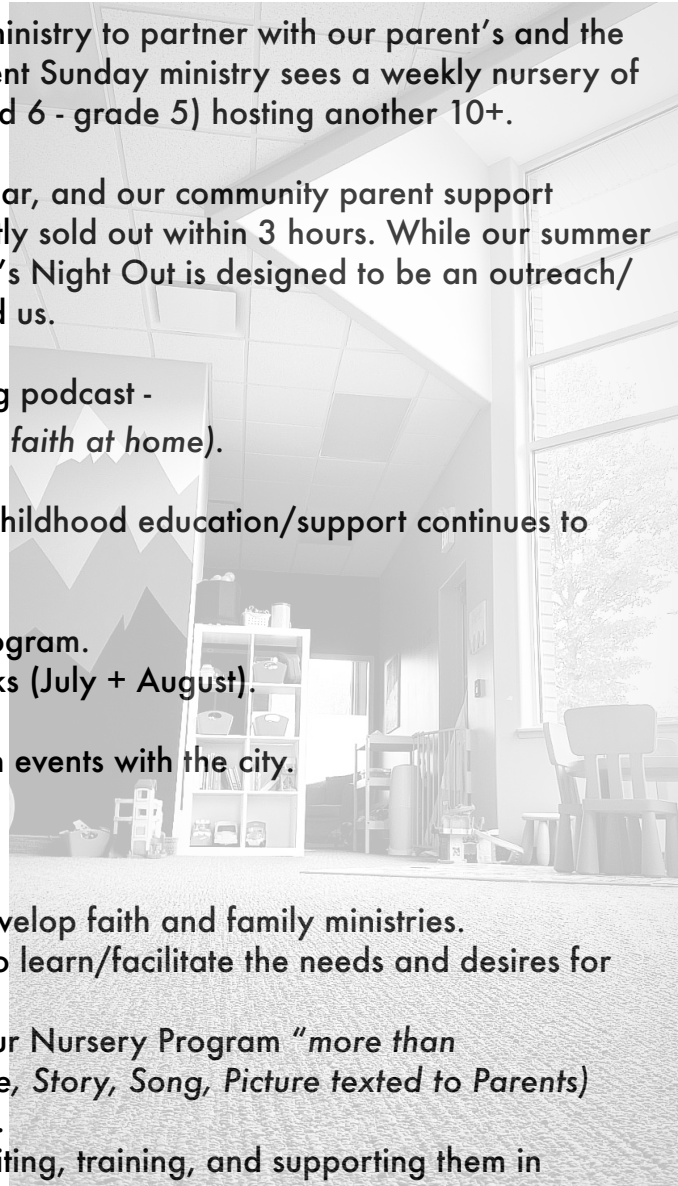 ministry to partner with our parent’s and the
ent Sunday ministry sees a weekly nursery of
d 6 - grade 5) hosting another 10+.
ar, and our community parent support
rtly sold out within 3 hours. While our summer
’s Night Out is designed to be an outreach/
d us.
g podcast -
faith at home).
hildhood education/support continues to
ogram.
ks (July + August).
n events with the city.
velop faith and family ministries.
o learn/facilitate the needs and desires for
ur Nursery Program “more than
e, Story, Song, Picture texted to Parents)
.
iting, training, and supporting them in